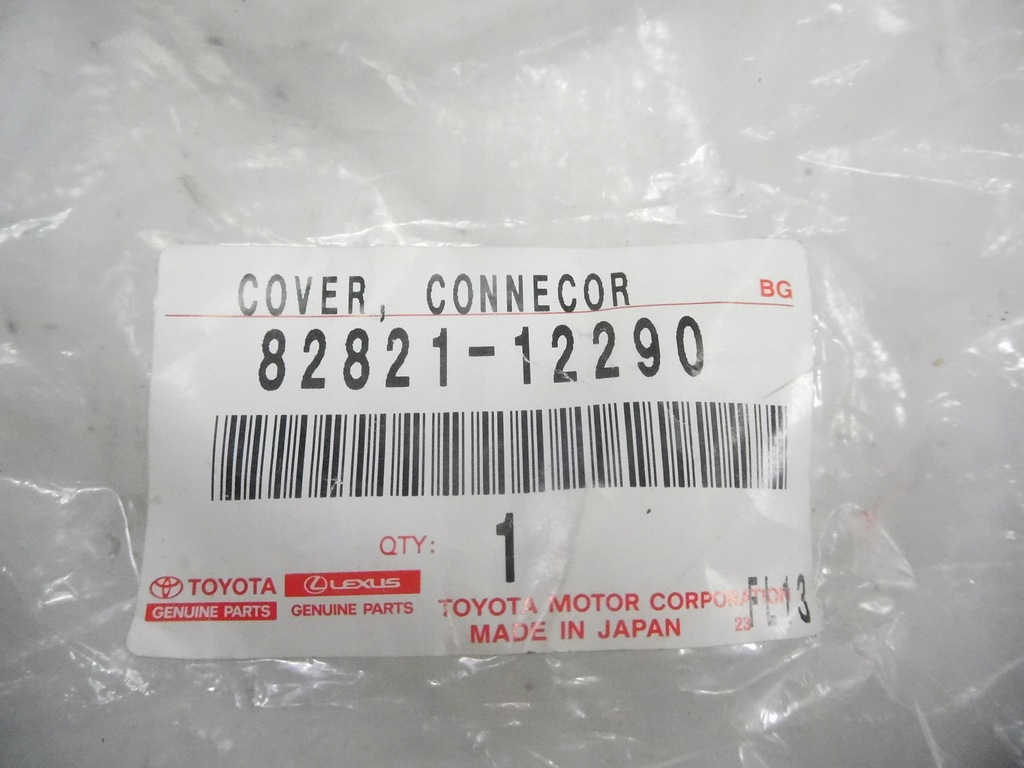 COVER, CONNECOR BG
82821-12290
QTY: 1
TOYOTA LEXUS
GENUINE PARTS GENUINE PARTS
TOYOTA MOTOR CORPORATION
MADE IN JAPAN 23 FL13